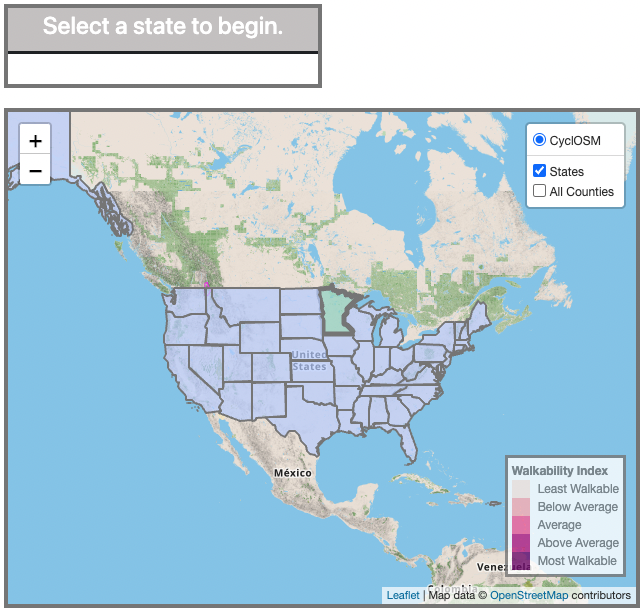 Select a state to begin.
+
−
CyclOSM
States
All Counties
United
States
México
Walkability Index
Least Walkable
Below Average
Average
Above Average
Most Walkable
Venezuela
Colombia
Leaflet | Map data © OpenStreetMap contributors